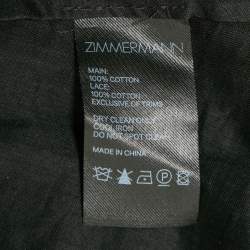 ZIMMERMANN
MAIN:
100% COTTON
LACE:
100% COTTON
EXCLUSIVE OF TRIMS
DRY CLEAN ONLY
COOL IRON
DO NOT SPOT CLEAN
MADE IN CHINA